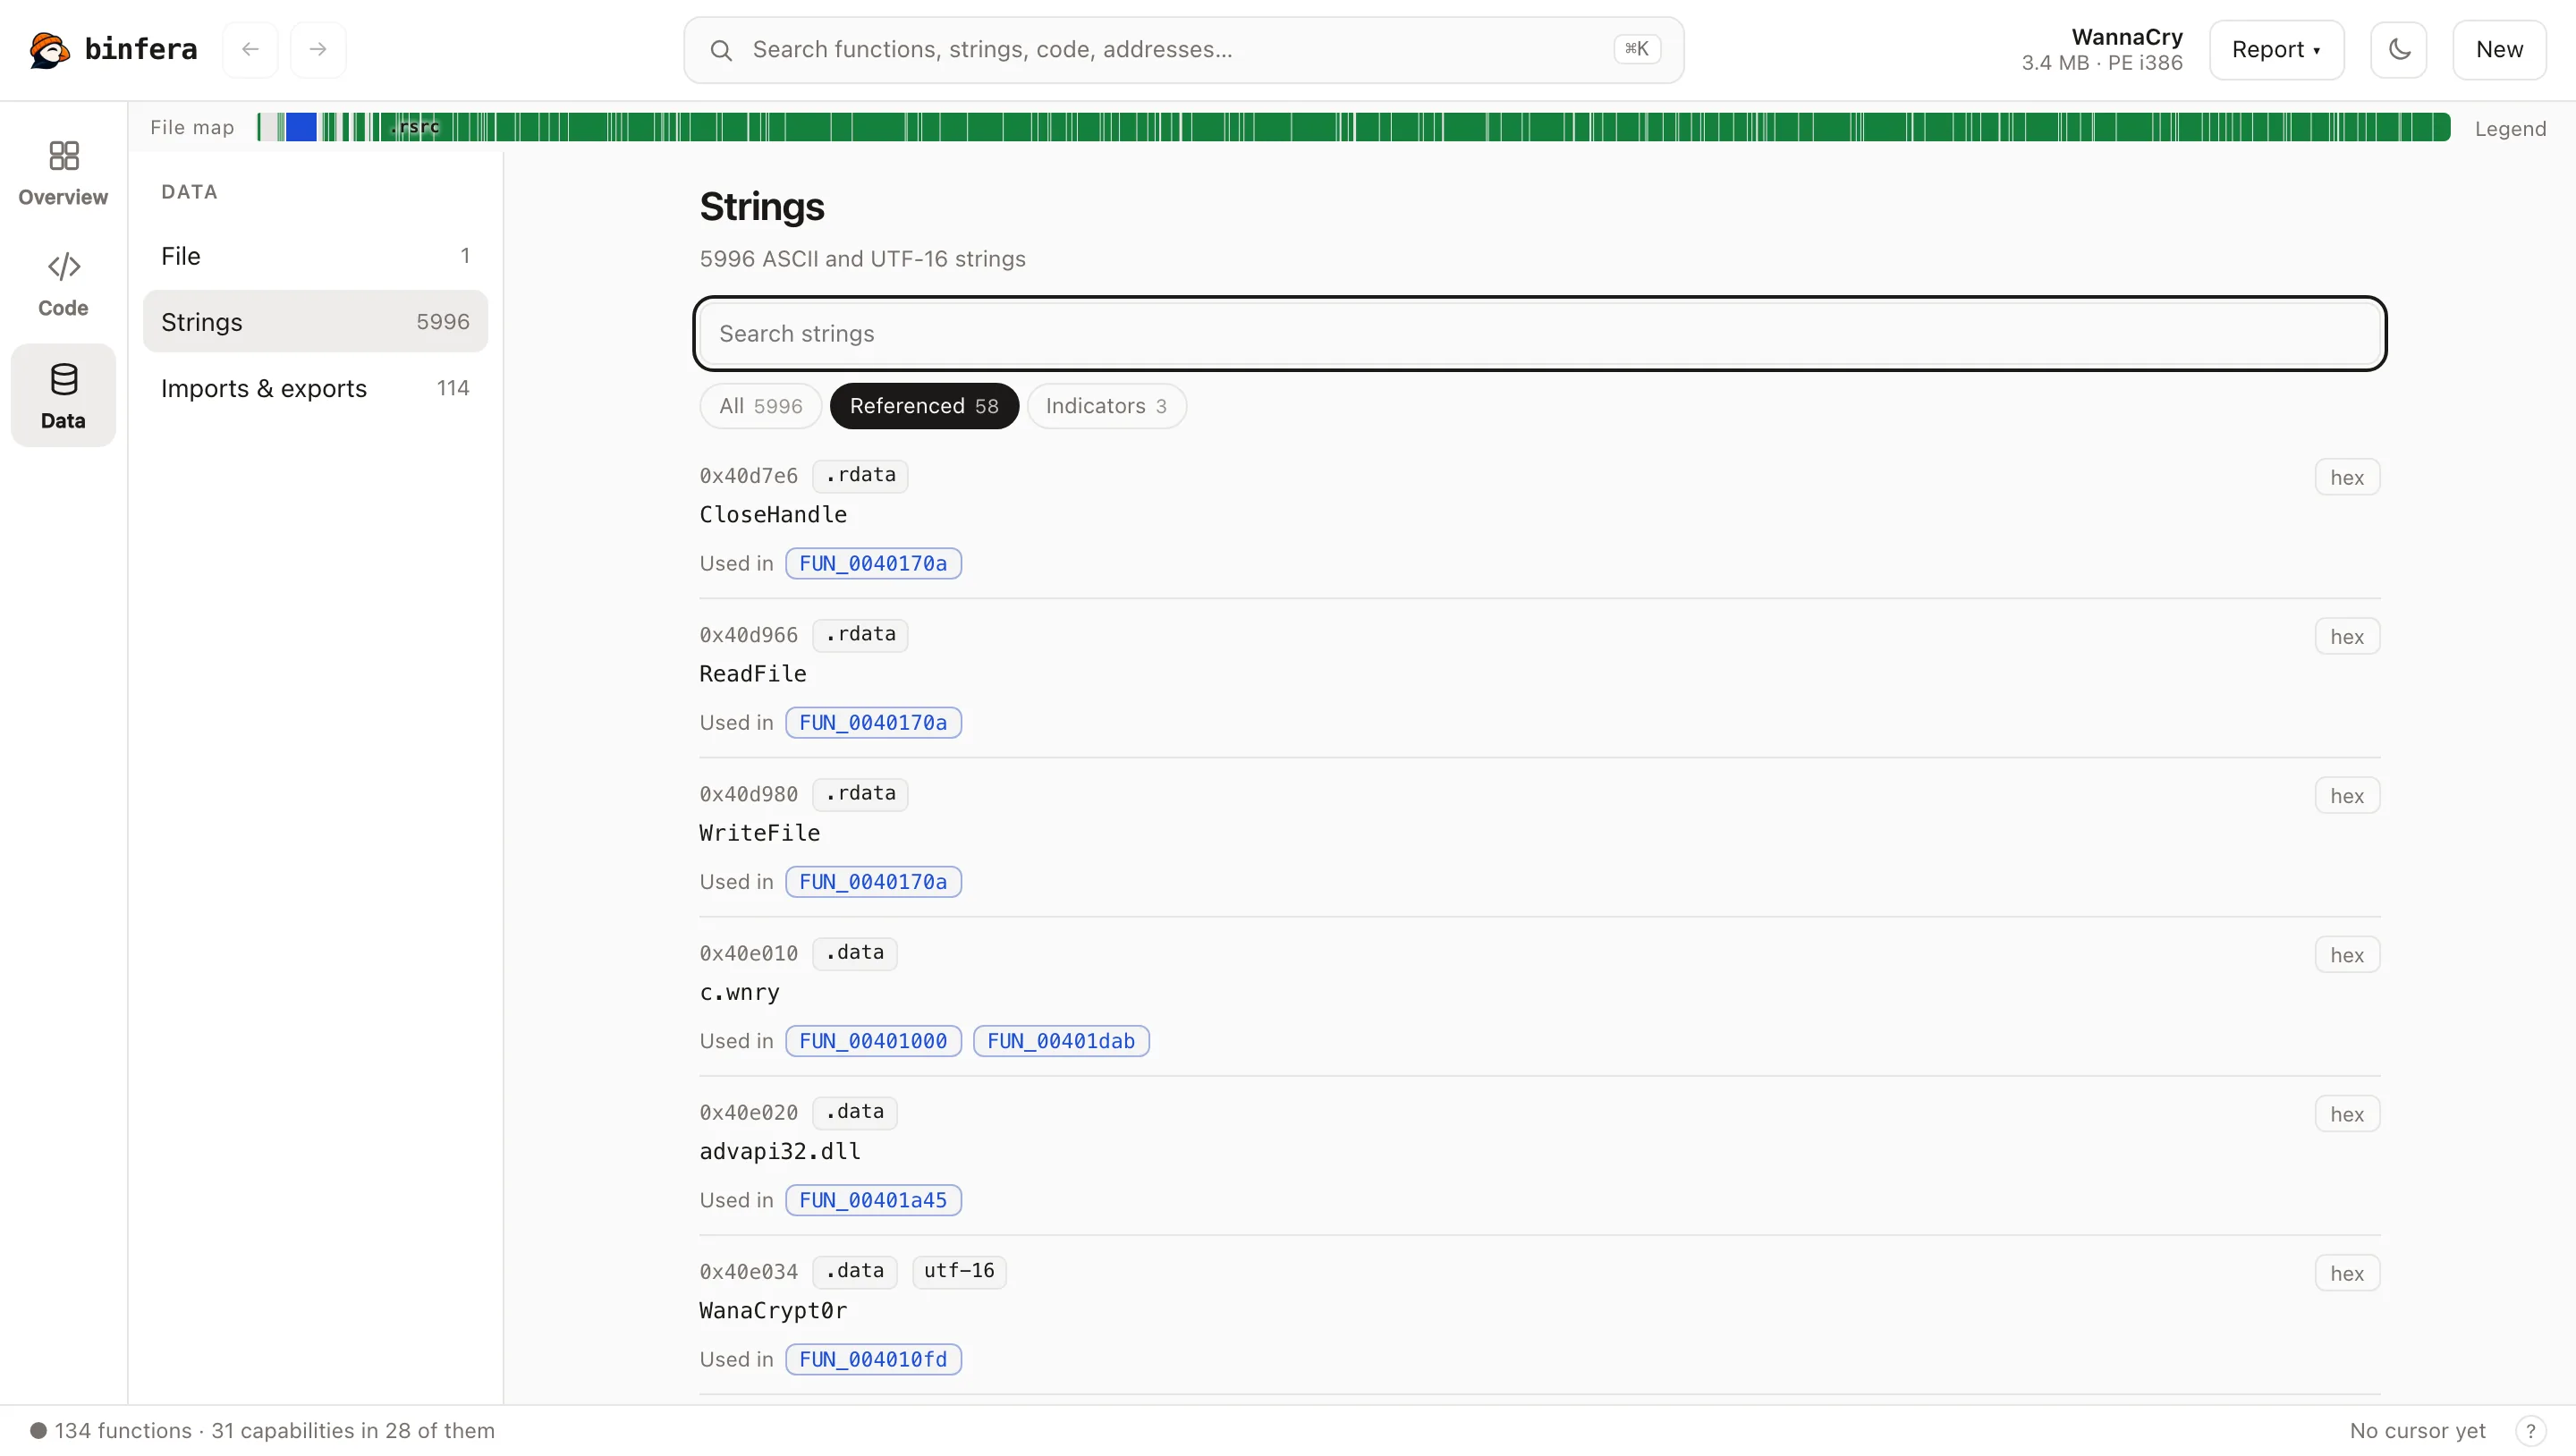 binfera
Search functions, strings, code, addresses...
⌘K
WannaCry
3.4 MB · PE i386
Report ▾
New
File map
.rsrc
Legend
Overview
Code
Data
DATA
File 1
Strings 5996
Imports & exports 114
Strings
5996 ASCII and UTF-16 strings
Search strings
All 5996 Referenced 58 Indicators 3
0x40d7e6 .rdata hex
CloseHandle
Used in FUN_0040170a
0x40d966 .rdata hex
ReadFile
Used in FUN_0040170a
0x40d980 .rdata hex
WriteFile
Used in FUN_0040170a
0x40e010 .data hex
c.wnry
Used in FUN_00401000 FUN_00401dab
0x40e020 .data hex
advapi32.dll
Used in FUN_00401a45
0x40e034 .data utf-16 hex
WanaCrypt0r
Used in FUN_004010fd
134 functions · 31 capabilities in 28 of them
No cursor yet ?